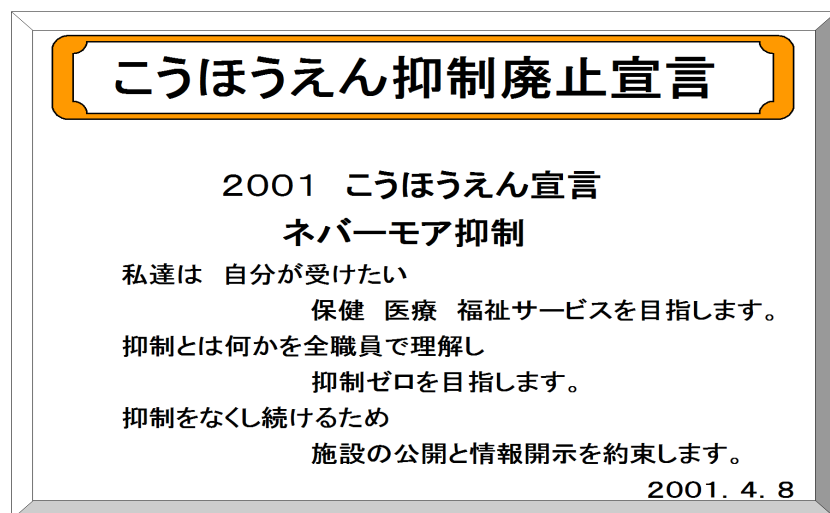 こうほうえん抑制廃止宣言
2001 こうほうえん宣言
ネバーモア抑制
私達は 自分が受けたい
保健 医療 福祉サービスを目指します。
抑制とは何かを全職員で理解し
抑制ゼロを目指します。
抑制をなくし続けるため
施設の公開と情報開示を約束します。
2001.4.8